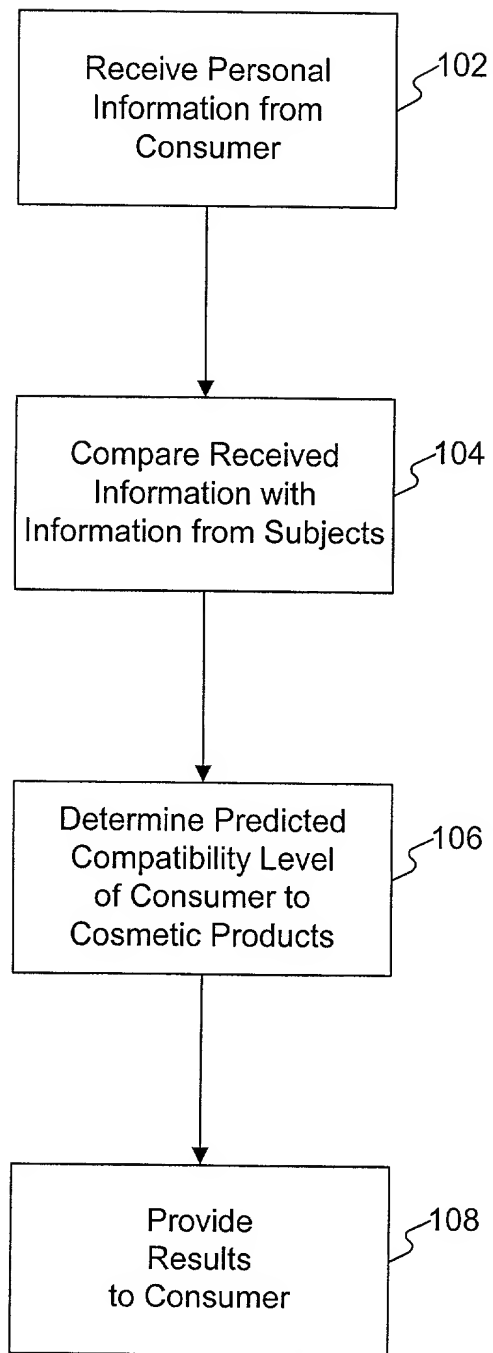 Receive Personal
Information from
Consumer
102
Compare Received
Information with
Information from Subjects
104
Determine Predicted
Compatibility Level
of Consumer to
Cosmetic Products
106
Provide
Results
to Consumer
108